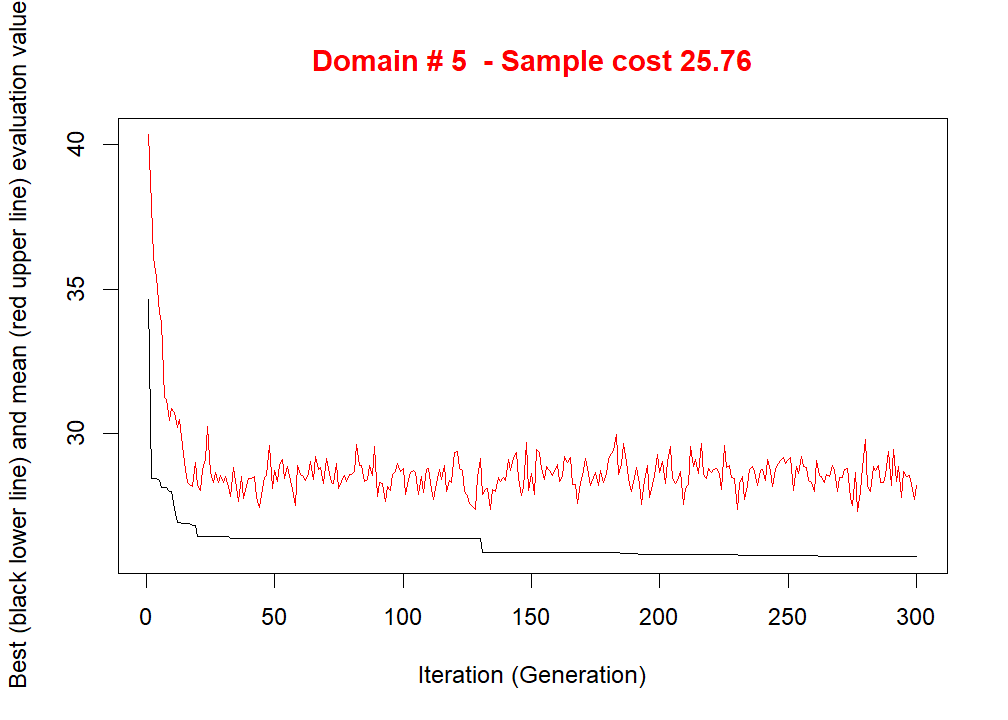 Domain # 5  - Sample cost 25.76
Best (black lower line) and mean (red upper line) evaluation value
40
35
30
0 50 100 150 200 250 300
Iteration (Generation)